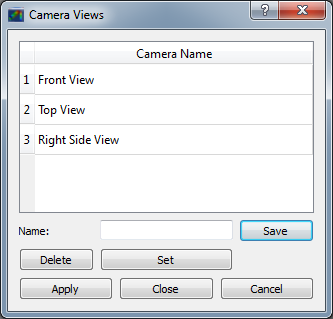 Camera Views
?
Camera Name
1 Front View
2 Top View
3 Right Side View
Name: Save
Delete Set
Apply Close Cancel